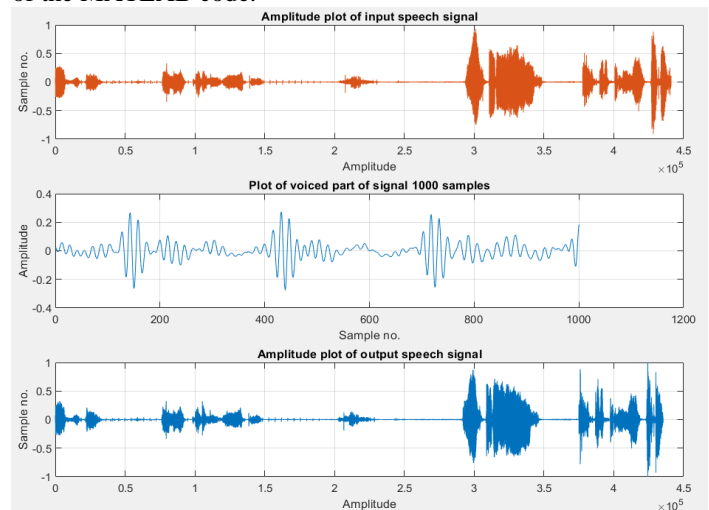 of the MATLAB code.
Amplitude plot of input speech signal
Sample no.
1
0.5
0
-0.5
-1
0 0.5 1 1.5 2 2.5 3 3.5 4 4.5
Amplitude
×10^5
Plot of voiced part of signal 1000 samples
Amplitude
0.4
0.2
0
-0.2
-0.4
0 200 400 600 800 1000 1200
Sample no.
Amplitude plot of output speech signal
Sample no.
1
0.5
0
-0.5
-1
0 0.5 1 1.5 2 2.5 3 3.5 4 4.5
Amplitude
×10^5